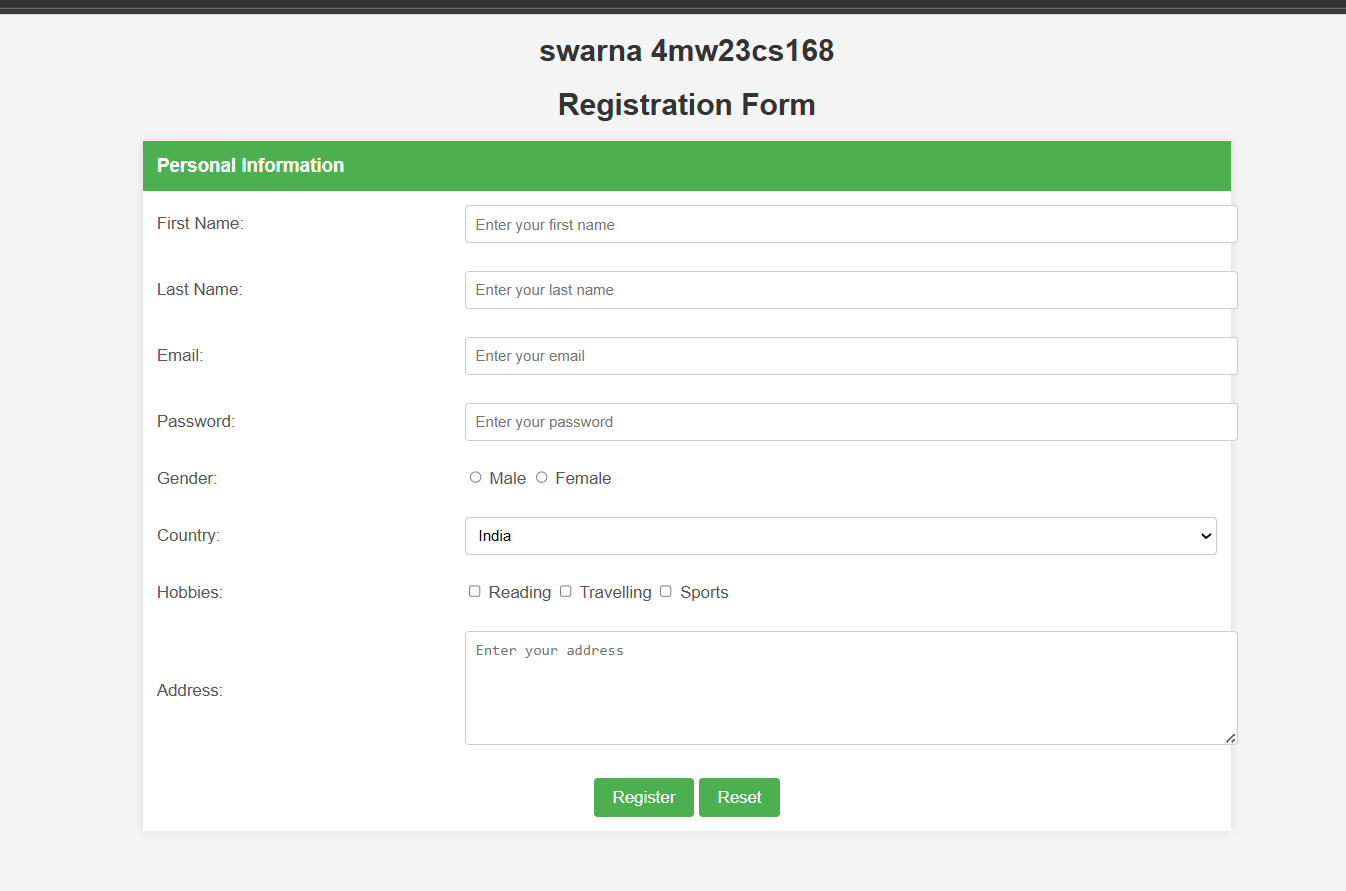 swarna 4mw23cs168
Registration Form
Personal Information
First Name: Enter your first name
Last Name: Enter your last name
Email: Enter your email
Password: Enter your password
Gender: Male Female
Country: India
Hobbies: Reading Travelling Sports
Address: Enter your address
Register Reset